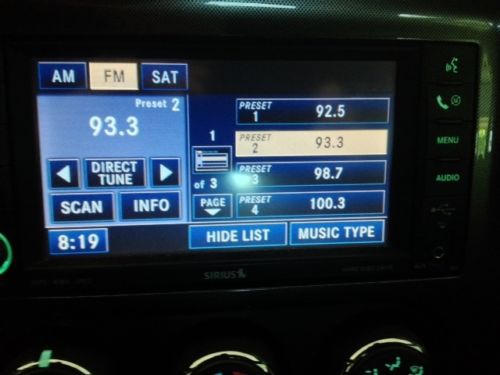 AM FM SAT
Preset 2
93.3
DIRECT
TUNE
SCAN INFO
8:19
1
of 3
PAGE
PRESET
1 92.5
PRESET
2 93.3
PRESET
3 98.7
PRESET
4 100.3
HIDE LIST MUSIC TYPE
MENU
AUDIO
SIRIUS